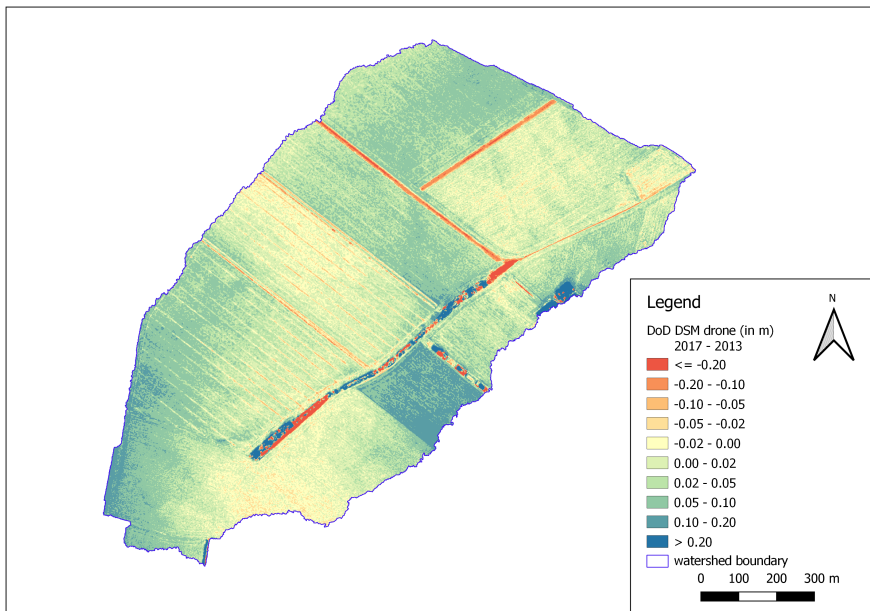 N
Legend
DoD DSM drone (in m)
2017 - 2013
<= -0.20
-0.20 - -0.10
-0.10 - -0.05
-0.05 - -0.02
-0.02 - 0.00
0.00 - 0.02
0.02 - 0.05
0.05 - 0.10
0.10 - 0.20
> 0.20
watershed boundary
0 100 200 300 m